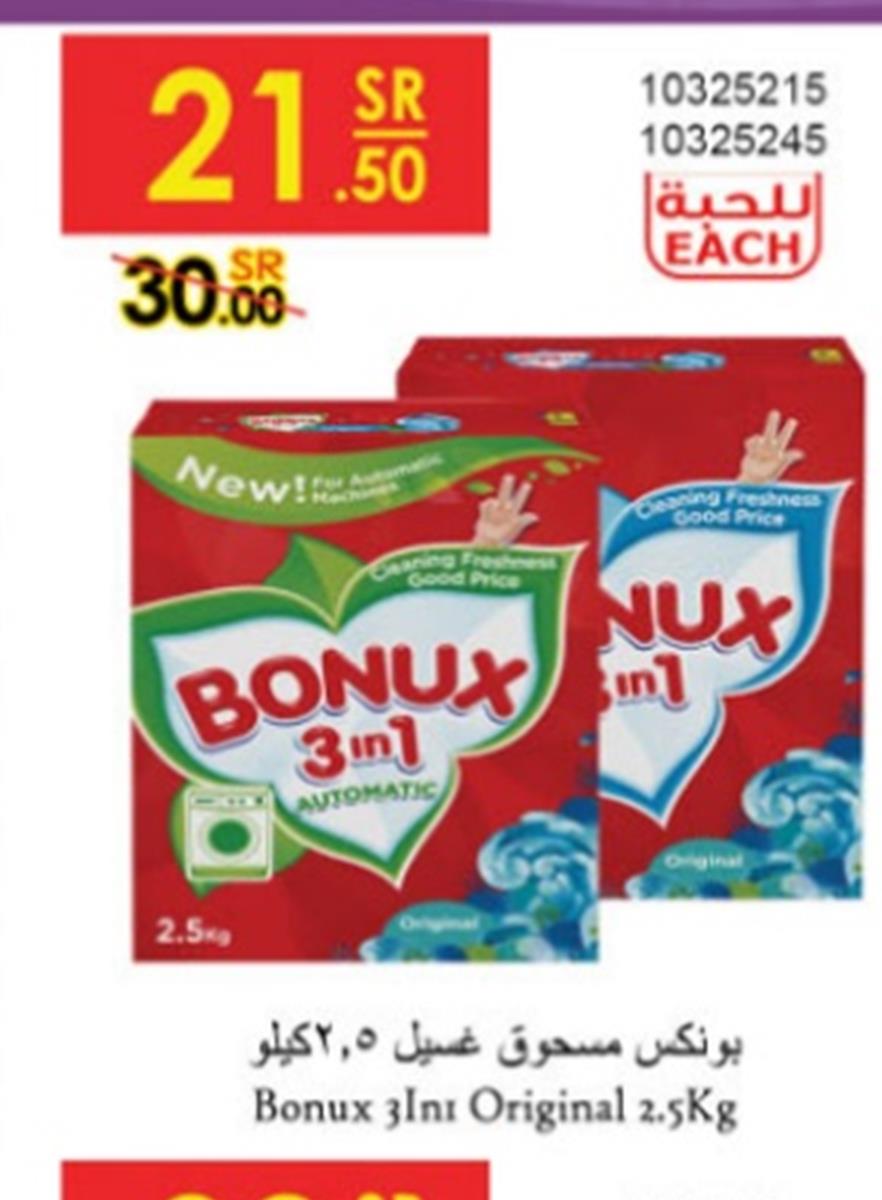 21 SR
.50
10325215
10325245
للحبة
EACH
30.00 SR
New! For Automatic
Machines
Cleaning Freshness
Good Price
BONUX
3in1
AUTOMATIC
2.5Kg
Original
Cleaning Freshness
Good Price
NUX
in1
Original
بونكس مسحوق غسيل ٢,٥كيلو
Bonux 3In1 Original 2.5Kg